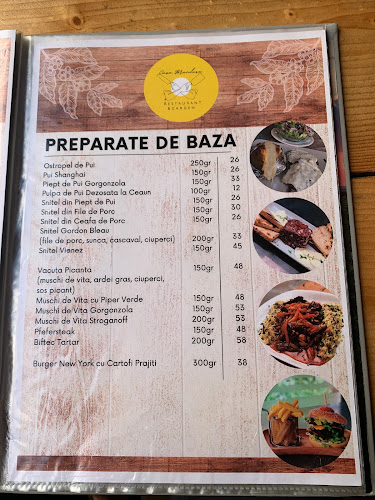 RESTAURANT
PREPARATE DE BAZA
Ostropel de Pui 250gr 26
Pui Shanghai 150gr 26
Piept de Pui Gorgonzola 150gr 33
Pulpa de Pui Dezosata la Ceaun 100gr 12
Snitel din Piept de Pui 150gr 26
Snitel din File de Porc 150gr 30
Snitel din Ceafa de Porc 150gr 26
Snitel Gordon Bleau
(file de porc, sunca, cascaval, ciuperci) 200gr 33
Snitel Vienez 150gr 45
Vacuta Picanta 150gr 48
(muschi de vita, ardei gras, ciuperci,
sos picant)
Muschi de Vita cu Piper Verde 150gr 48
Muschi de Vita Gorgonzola 150gr 53
Muschi de Vita Stroganoff 200gr 53
Pfefersteak 150gr 48
Biftec Tartar 200gr 58
Burger New York cu Cartofi Prajiti 300gr 38